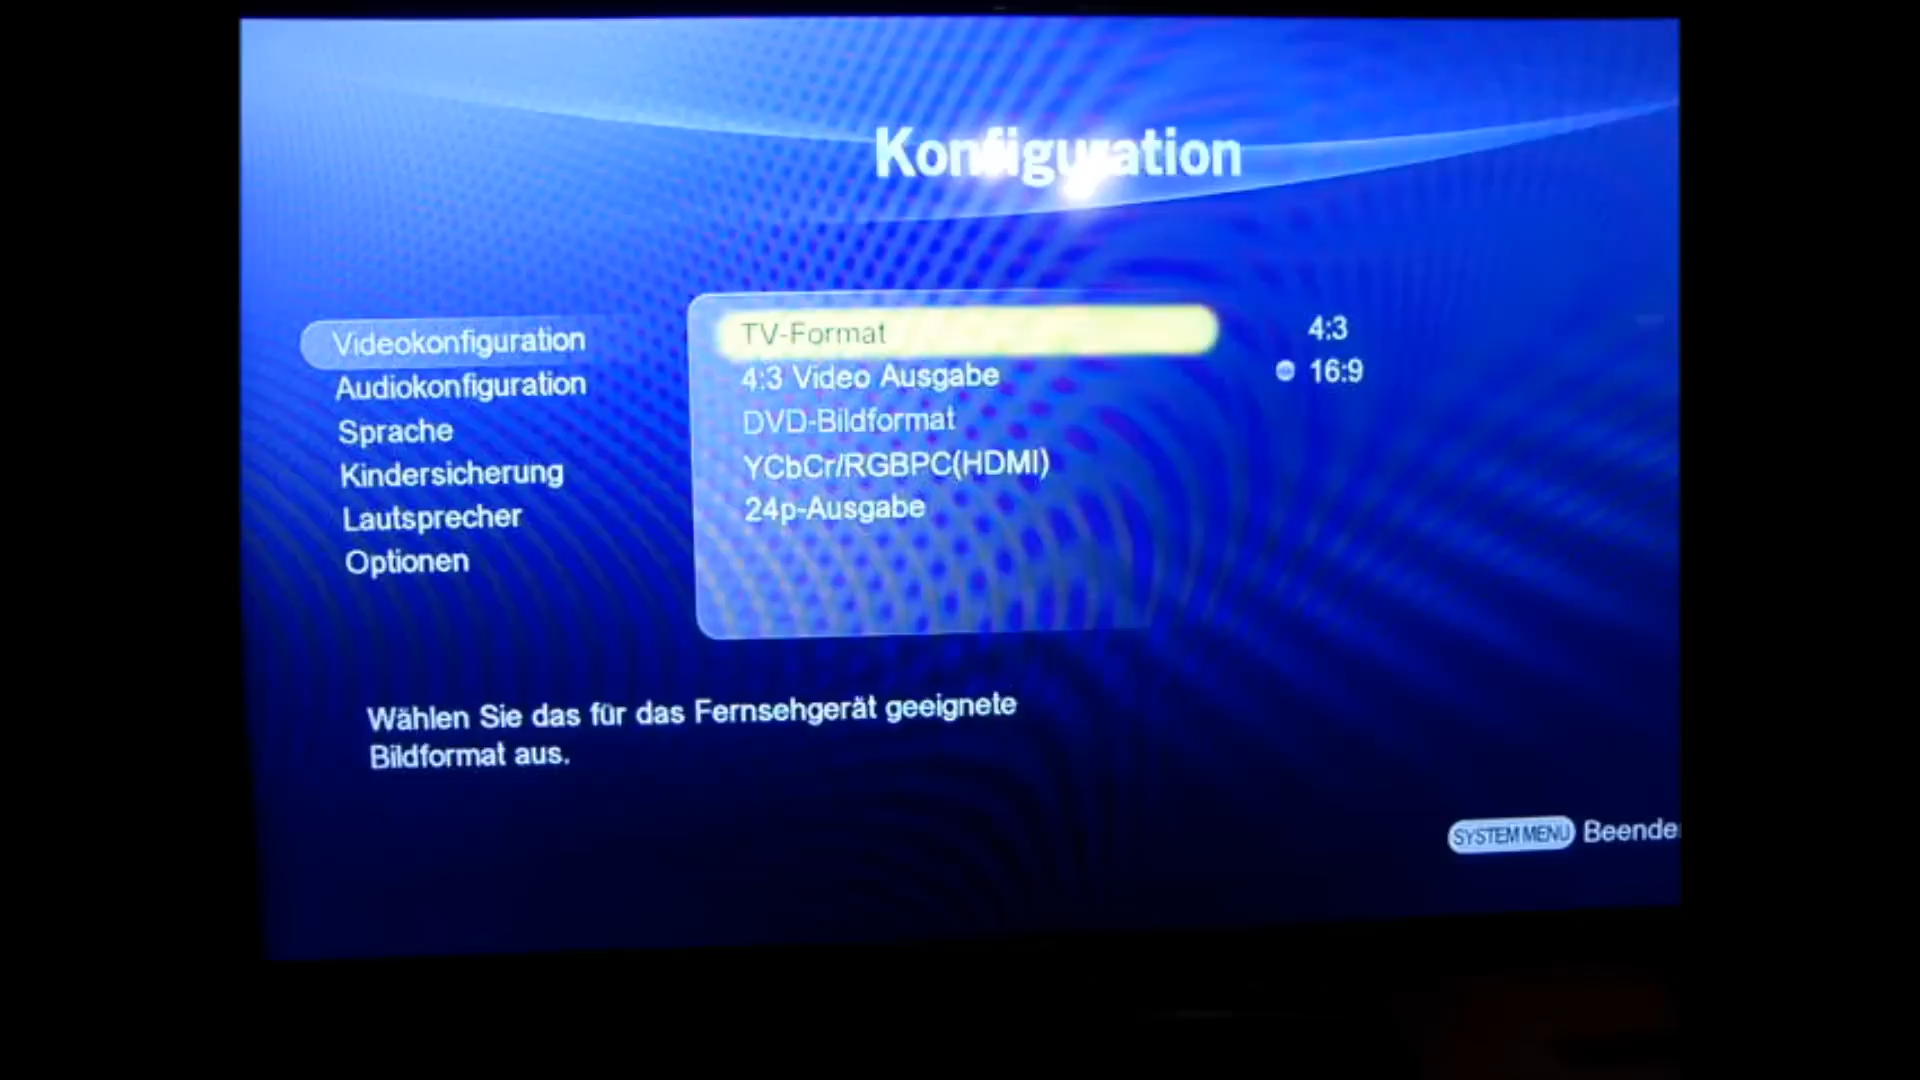 Konfiguration
Videokonfiguration
Audiokonfiguration
Sprache
Kindersicherung
Lautsprecher
Optionen
TV-Format
4:3 Video Ausgabe
DVD-Bildformat
YCbCr/RGBPC(HDMI)
24p-Ausgabe
4:3
16:9
Wählen Sie das für das Fernsehgerät geeignete
Bildformat aus.
SYSTEM MENU Beende